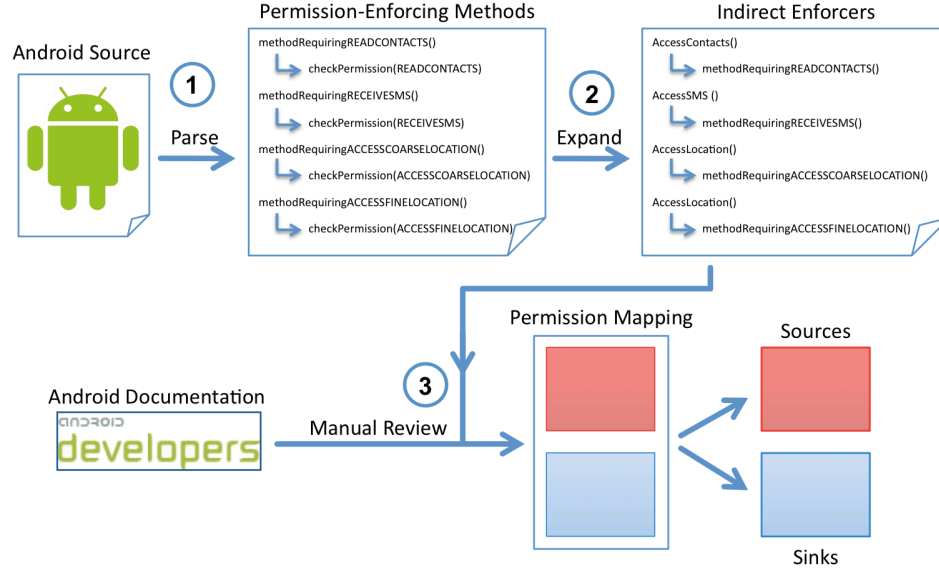 Permission-Enforcing Methods
Indirect Enforcers
Android Source
methodRequiringREADCONTACTS()
checkPermission(READCONTACTS)
methodRequiringRECEIVESMS()
checkPermission(RECEIVESMS)
methodRequiringACCESSCOARSELOCATION()
checkPermission(ACCESSCOARSELOCATION)
methodRequiringACCESSFINELOCATION()
checkPermission(ACCESSFINELOCATION)
AccessContacts()
methodRequiringREADCONTACTS()
AccessSMS ()
methodRequiringRECEIVESMS()
AccessLocation()
methodRequiringACCESSCOARSELOCATION()
AccessLocation()
methodRequiringACCESSFINELOCATION()
1
Parse
2
Expand
Permission Mapping
Sources
3
Android Documentation
android
developers
Manual Review
Sinks